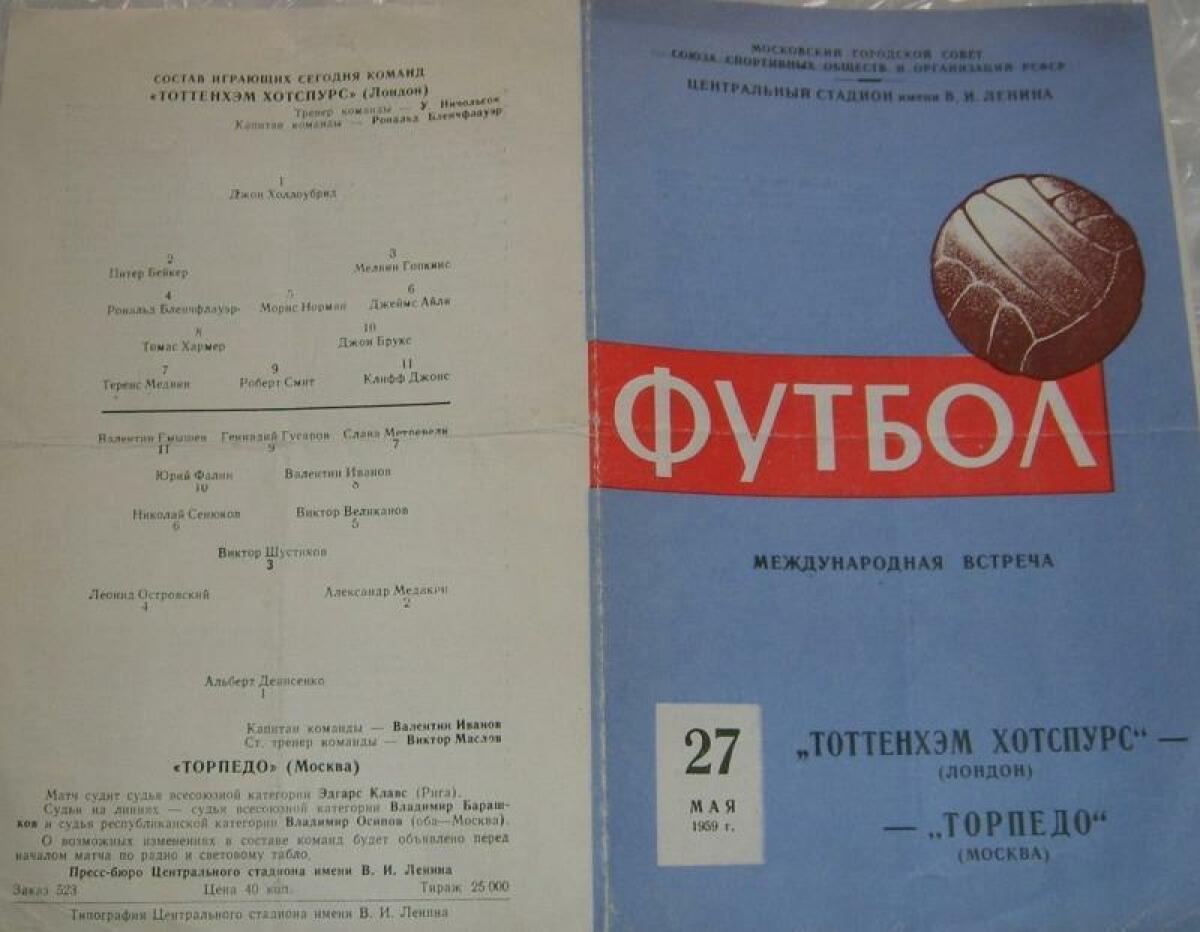 СОСТАВ ИГРАЮЩИХ СЕГОДНЯ КОМАНД
«ТОТТЕНХЭМ ХОТСПУРС» (Лондон)
Тренер команды — У. Никольсон
Капитан команды — Рональд Бленчфлауэр
1
Джон Холлоубрид
2 3
Питер Бейкер Мелвин Гопкинс
4 5 6
Рональд Бленчфлауэр Морис Норман Джеймс Айли
8 10
Томас Хармер Джон Брукс
7 9 11
Теренс Медвин Роберт Смит Клифф Джонс
Валентин Гмышев Геннадий Гусаров Слава Метревели
11 9 7
Юрий Фалин Валентин Иванов
10 8
Николай Сенюков Виктор Великанов
6 5
Виктор Шустиков
3
Леонид Островский Александр Медакин
4 2
Альберт Денисенко
1
Капитан команды — Валентин Иванов
Ст. тренер команды — Виктор Маслов
«ТОРПЕДО» (Москва)
Матч судит судья всесоюзной категории Эдгарс Клавс (Рига).
Судьи на линиях — судья всесоюзной категории Владимир Бараш-
ков и судья республиканской категории Владимир Осипов (оба—Москва).
О возможных изменениях в составе команд будет объявлено перед
началом матча по радио и световому табло.
Пресс-бюро Центрального стадиона имени В. И. Ленина
Заказ 523 Цена 40 коп. Тираж 25 000
Типография Центрального стадиона имени В. И. Ленина
МОСКОВСКИЙ ГОРОДСКОЙ СОВЕТ
СОЮЗА СПОРТИВНЫХ ОБЩЕСТВ И ОРГАНИЗАЦИЙ РСФСР
ЦЕНТРАЛЬНЫЙ СТАДИОН имени В. И. ЛЕНИНА
ФУТБОЛ
МЕЖДУНАРОДНАЯ ВСТРЕЧА
27
МАЯ
1959 г.
„ТОТТЕНХЭМ ХОТСПУРС“ —
(ЛОНДОН)
— „ТОРПЕДО“
(МОСКВА)